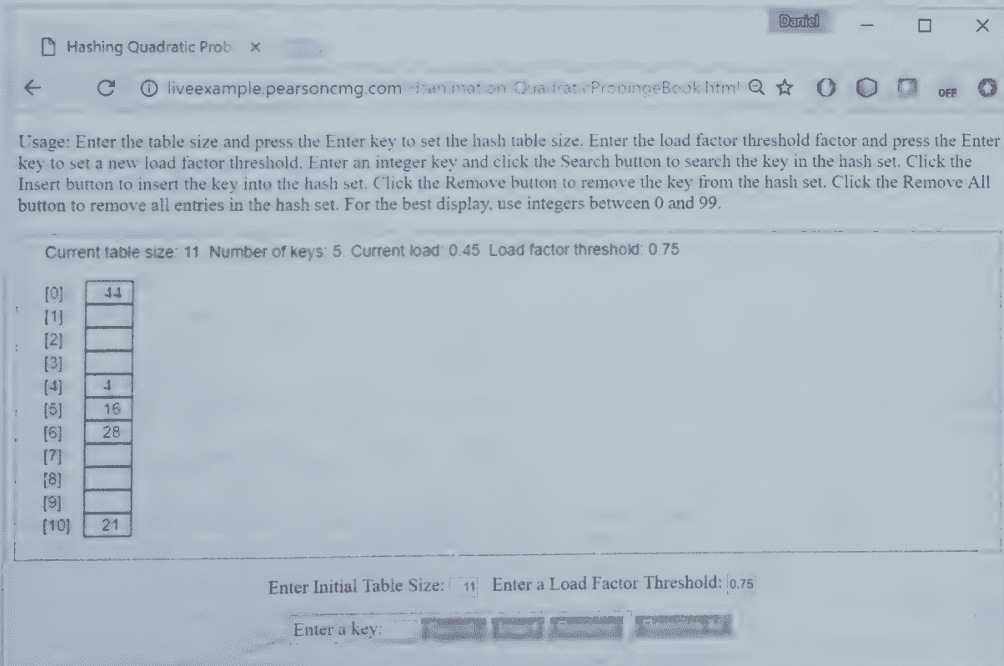 Daniel
Hashing Quadratic Prob
liveexample.pearsoncmg.com
OFF
Usage: Enter the table size and press the Enter key to set the hash table size. Enter the load factor threshold factor and press the Enter
key to set a new load factor threshold. Enter an integer key and click the Search button to search the key in the hash set. Click the
Insert button to insert the key into the hash set. Click the Remove button to remove the key from the hash set. Click the Remove All
button to remove all entries in the hash set. For the best display, use integers between 0 and 99.
Current table size: 11 Number of keys: 5. Current load: 0.45 Load factor threshold: 0.75
[0] 44
[1]
[2]
[3]
[4] 4
[5] 16
[6] 28
[7]
[8]
[9]
[10] 21
Enter Initial Table Size: 11 Enter a Load Factor Threshold: 0.75
Enter a key: